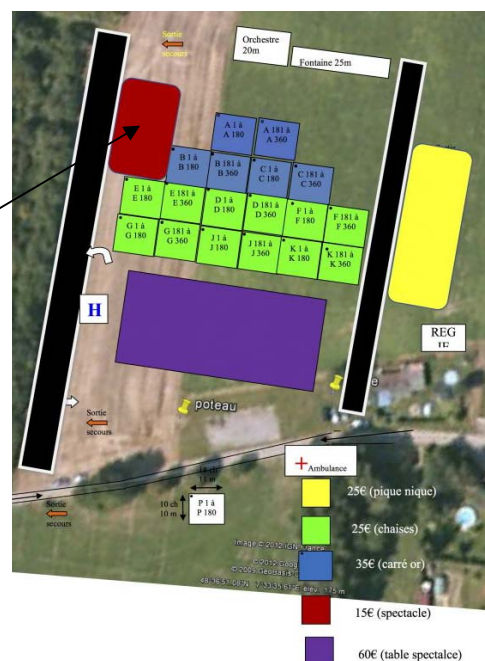 Sortie
secours
Orchestre
20m
Fontaine 25m
A 1 à
A 180
A 181 à
A 360
B 1 à
B 180
B 181 à
B 360
C 1 à
C 180
C 181 à
C 360
E 1 à
E 180
E 181 à
E 360
D 1 à
D 180
D 181 à
D 360
F 1 à
F 180
F 181 à
F 360
G 1 à
G 180
G 181 à
G 360
J 1 à
J 180
J 181 à
J 360
K 1 à
K 180
K 181 à
K 360
H
REG
IE
poteau
Sortie
secours
Ambulance
11 m
10 ch
10 m
P 1 à
P 180
Sortie
secours
25€ (pique nique)
25€ (chaises)
35€ (carré or)
15€ (spectacle)
60€ (table spectalce)